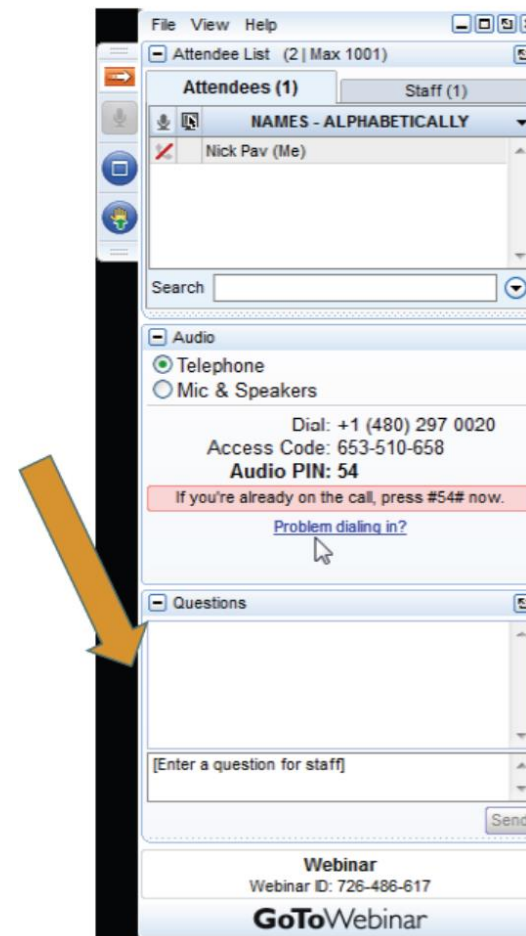 File View Help
Attendee List (2 | Max 1001)
Attendees (1) Staff (1)
NAMES - ALPHABETICALLY
Nick Pav (Me)
Search
Audio
Telephone
Mic & Speakers
Dial: +1 (480) 297 0020
Access Code: 653-510-658
Audio PIN: 54
If you're already on the call, press #54# now.
Problem dialing in?
Questions
[Enter a question for staff]
Send
Webinar
Webinar ID: 726-486-617
GoToWebinar